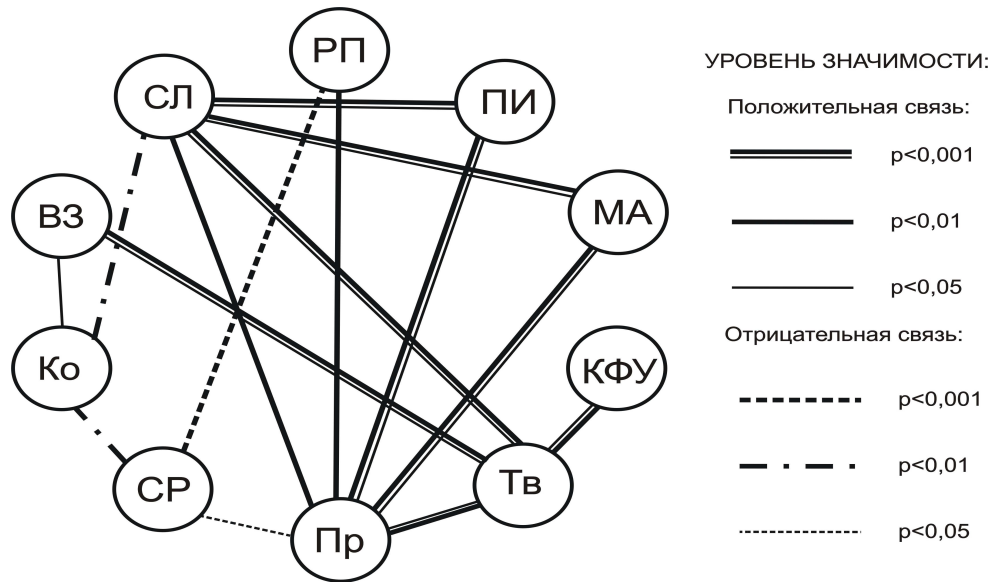 РП
СЛ
ПИ
ВЗ
МА
Ко
КФУ
СР
Тв
Пр
УРОВЕНЬ ЗНАЧИМОСТИ:
Положительная связь:
p<0,001
p<0,01
p<0,05
Отрицательная связь:
p<0,001
p<0,01
p<0,05